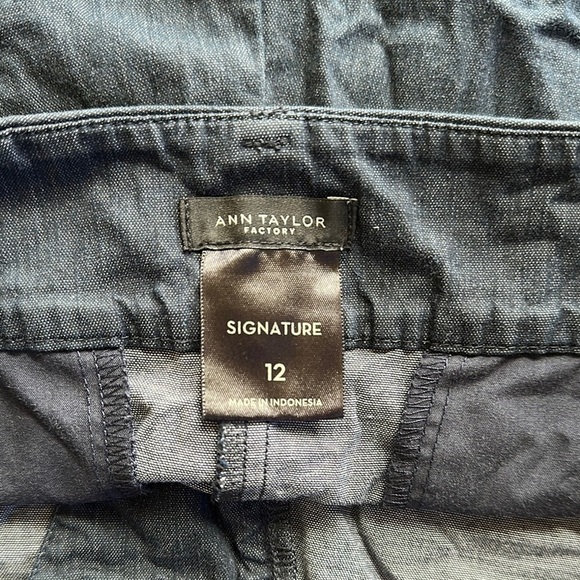 ANN TAYLOR
FACTORY
SIGNATURE
12
MADE IN INDONESIA